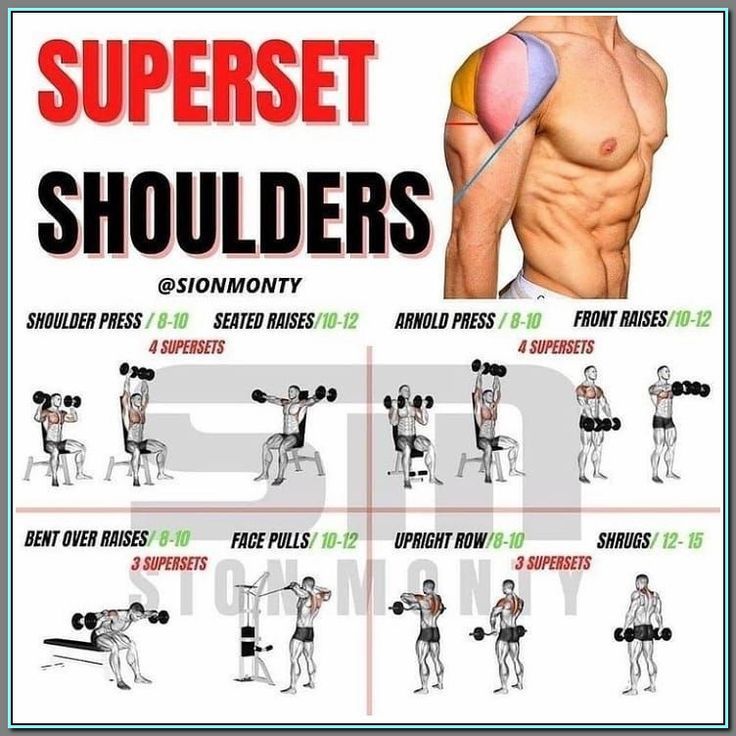 SUPERSET
SHOULDERS
@SIONMONTY
SHOULDER PRESS / 8-10 SEATED RAISES/10-12
4 SUPERSETS
ARNOLD PRESS / 8-10 FRONT RAISES/10-12
4 SUPERSETS
BENT OVER RAISES/ 8-10 FACE PULLS/ 10-12
3 SUPERSETS
UPRIGHT ROW/8-10 SHRUGS/ 12- 15
3 SUPERSETS
SM
SION MONTY